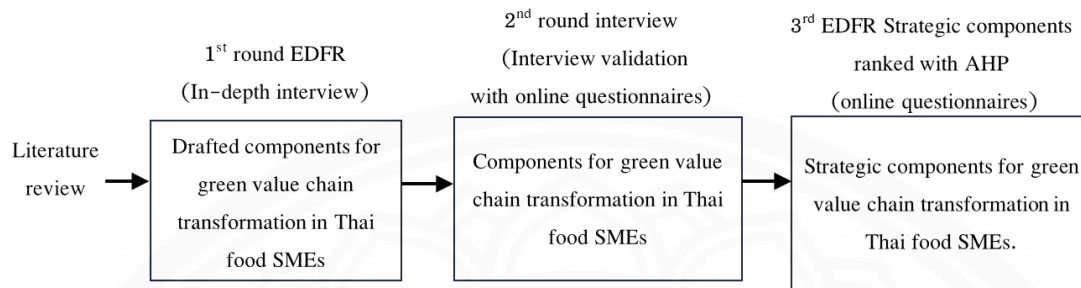 Literature
review
1st round EDFR
(In-depth interview)
Drafted components for
green value chain
transformation in Thai
food SMEs
2nd round interview
(Interview validation
with online questionnaires)
Components for green value
chain transformation in Thai
food SMEs
3rd EDFR Strategic components
ranked with AHP
(online questionnaires)
Strategic components for green
value chain transformation in
Thai food SMEs.